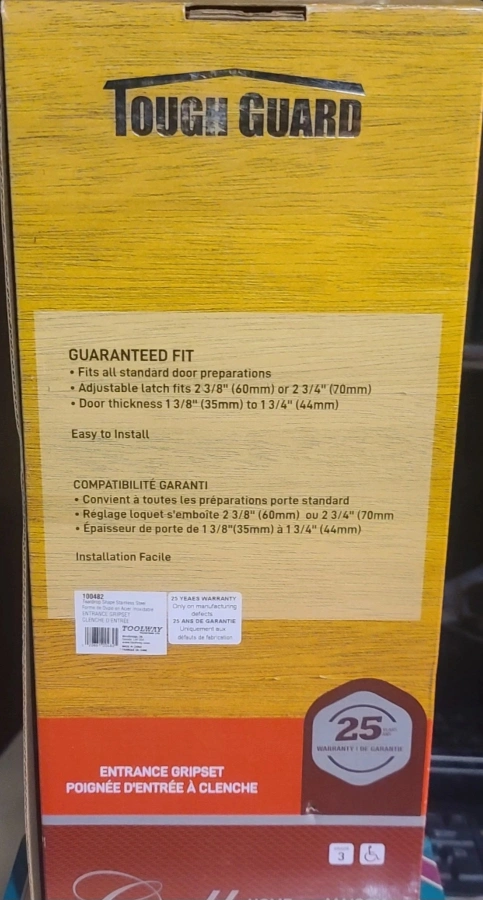 TOUGH GUARD
GUARANTEED FIT
• Fits all standard door preparations
• Adjustable latch fits 2 3/8" (60mm) or 2 3/4" (70mm)
• Door thickness 1 3/8" (35mm) to 1 3/4" (44mm)
Easy to Install
COMPATIBILITÉ GARANTI
• Convient à toutes les préparations porte standard
• Réglage loquet s'emboîte 2 3/8" (60mm) ou 2 3/4" (70mm
• Épaisseur de porte de 1 3/8"(35mm) à 1 3/4" (44mm)
Installation Facile
100482
ENTRANCE GRIPSET
CLENCHE D'ENTRÉE
TOOLWAY
25 YEARS WARRANTY
Only on manufacturing
defects
25 ANS DE GARANTIE
Uniquement aux
défauts de fabrication
25
WARRANTY / DE GARANTIE
ENTRANCE GRIPSET
POIGNÉE D'ENTRÉE À CLENCHE
3